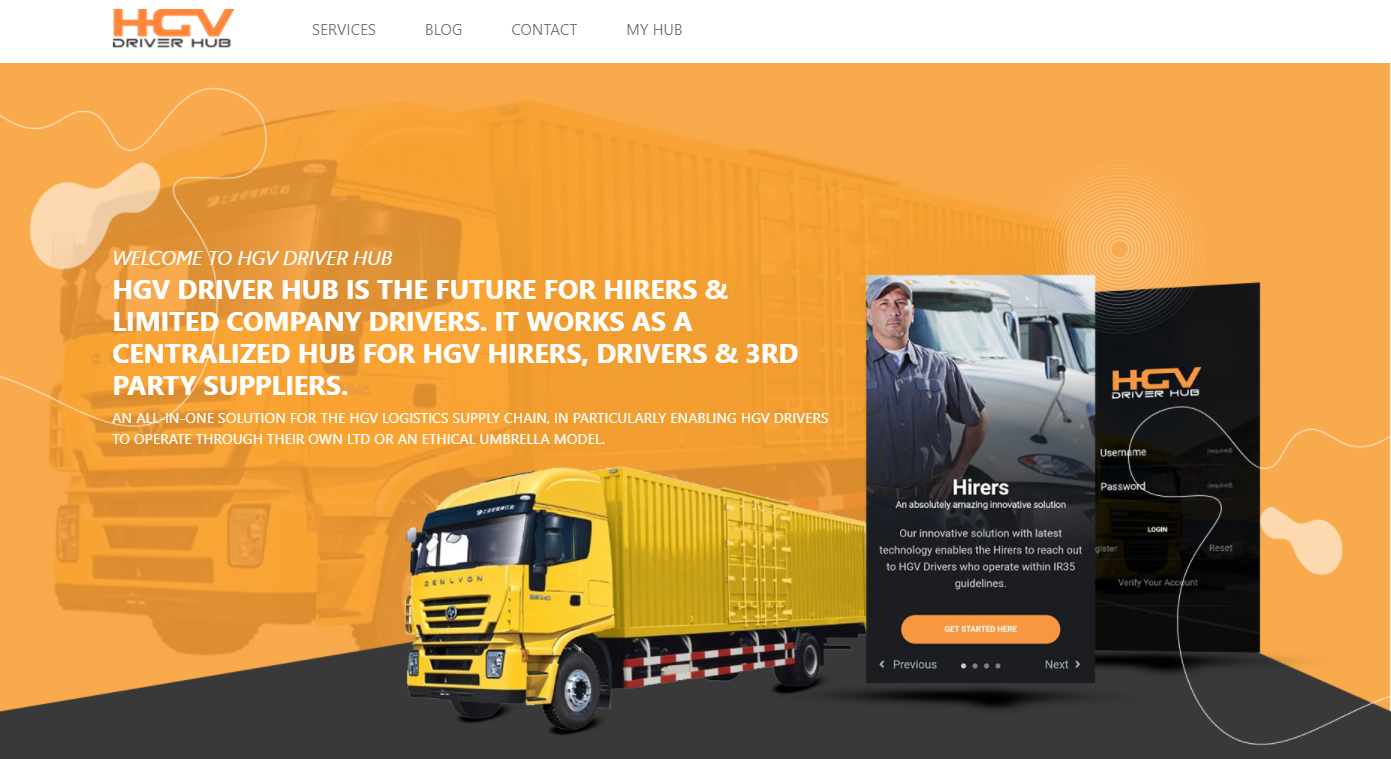 HGV
DRIVER HUB
SERVICES
BLOG
CONTACT
MY HUB
WELCOME TO HGV DRIVER HUB
HGV DRIVER HUB IS THE FUTURE FOR HIRERS &
LIMITED COMPANY DRIVERS. IT WORKS AS A
CENTRALIZED HUB FOR HGV HIRERS, DRIVERS & 3RD
PARTY SUPPLIERS.
AN ALL-IN-ONE SOLUTION FOR THE HGV LOGISTICS SUPPLY CHAIN, IN PARTICULARLY ENABLING HGV DRIVERS
TO OPERATE THROUGH THEIR OWN LTD OR AN ETHICAL UMBRELLA MODEL.
GENLYON
Hirers
An absolutely amazing innovative solution
Our innovative solution with latest
technology enables the Hirers to reach out
to HGV Drivers who operate within IR35
guidelines.
GET STARTED HERE
Previous
Next
HGV
DRIVER HUB
Username
(required)
Password
(required)
LOGIN
gister
Reset
Verify Your Account